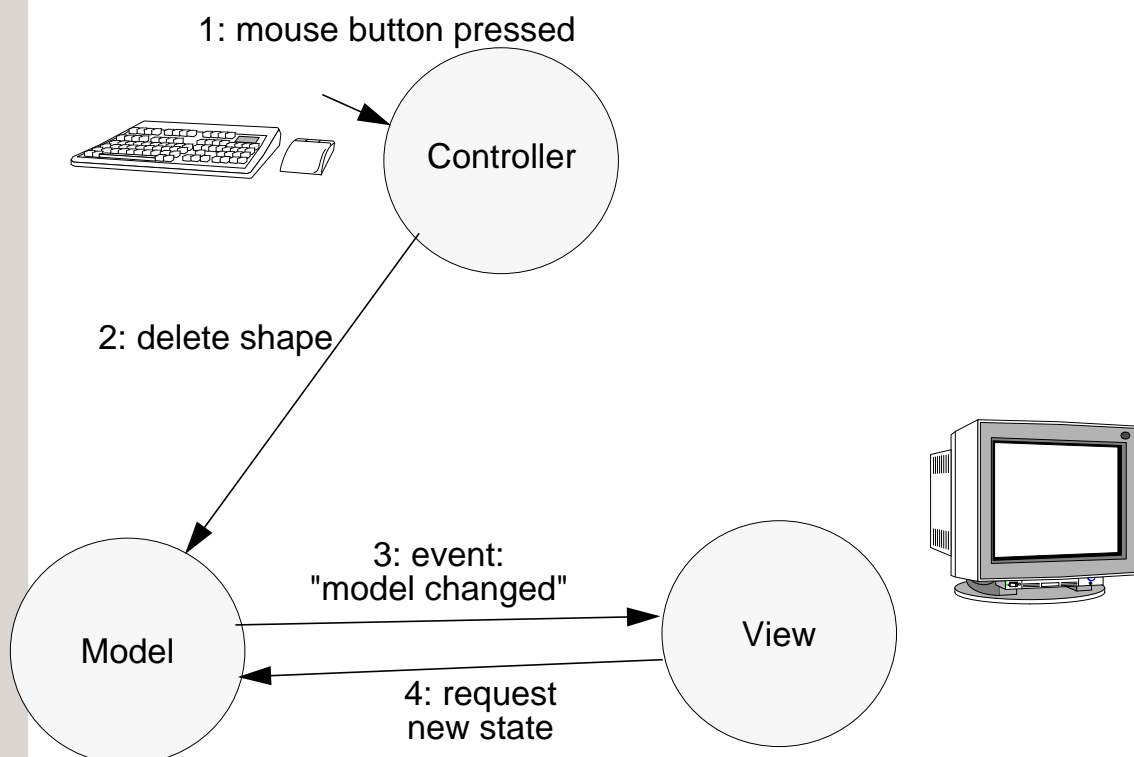 1: mouse button pressed
Controller
2: delete shape
3: event:
"model changed"
Model
View
4: request
new state